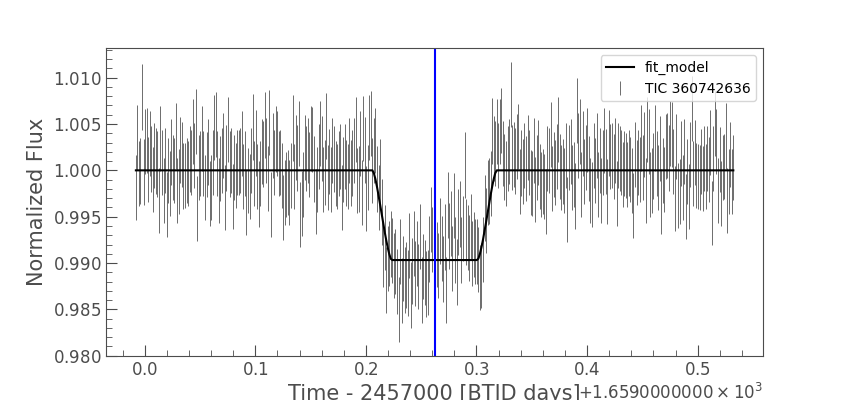 fit_model
TIC 360742636
Normalized Flux
1.010
1.005
1.000
0.995
0.990
0.985
0.980
0.0 0.1 0.2 0.3 0.4 0.5
Time - 2457000 [BTJD days]
+1.6590000000 × 10³